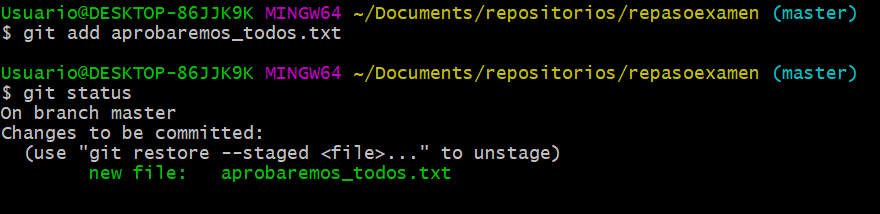 Usuario@DESKTOP-86JJK9K MINGW64 ~/Documents/repositorios/repasoexamen (master)
$ git add aprobaremos_todos.txt
Usuario@DESKTOP-86JJK9K MINGW64 ~/Documents/repositorios/repasoexamen (master)
$ git status
On branch master
Changes to be committed:
  (use "git restore --staged <file>..." to unstage)
        new file:   aprobaremos_todos.txt